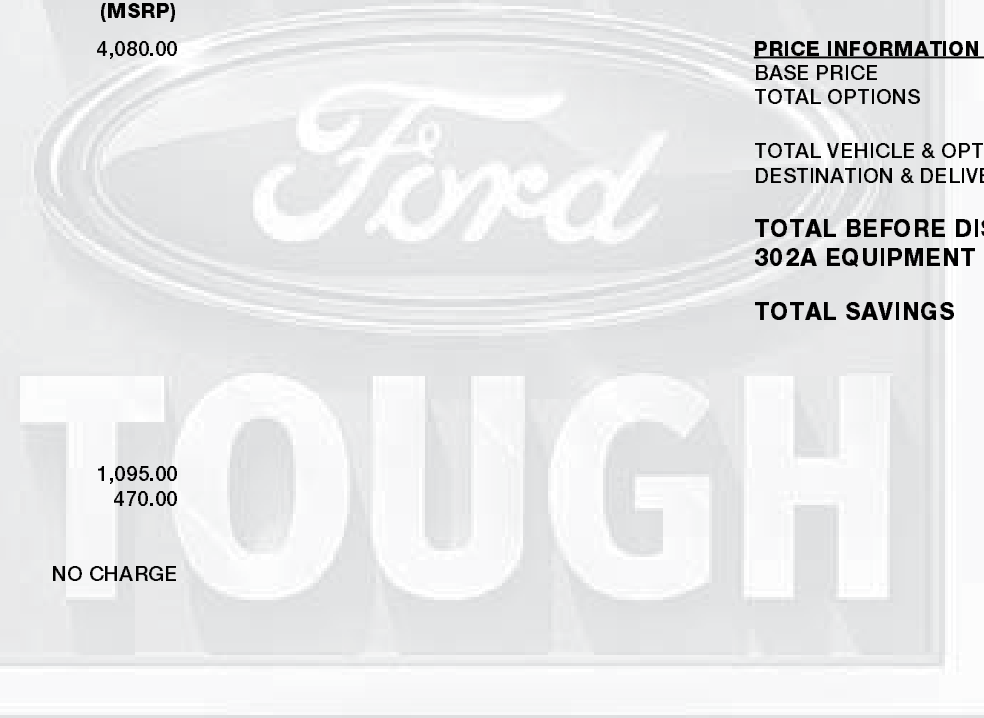 (MSRP)
4,080.00
PRICE INFORMATION
BASE PRICE
TOTAL OPTIONS
TOTAL VEHICLE & OPT
DESTINATION & DELIVE
TOTAL BEFORE DIS
302A EQUIPMENT
TOTAL SAVINGS
Ford
TOUGH
1,095.00
470.00
NO CHARGE